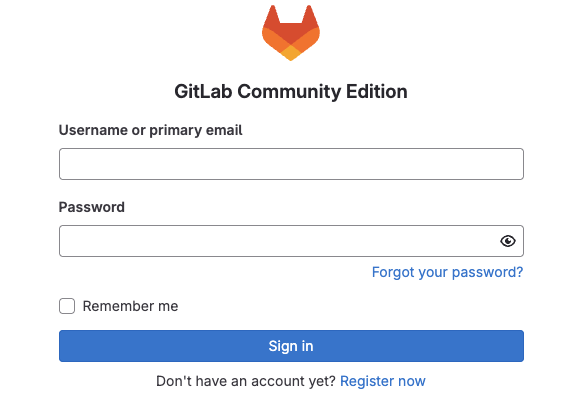 GitLab Community Edition
Username or primary email
Password
Forgot your password?
Remember me
Sign in
Don't have an account yet? Register now